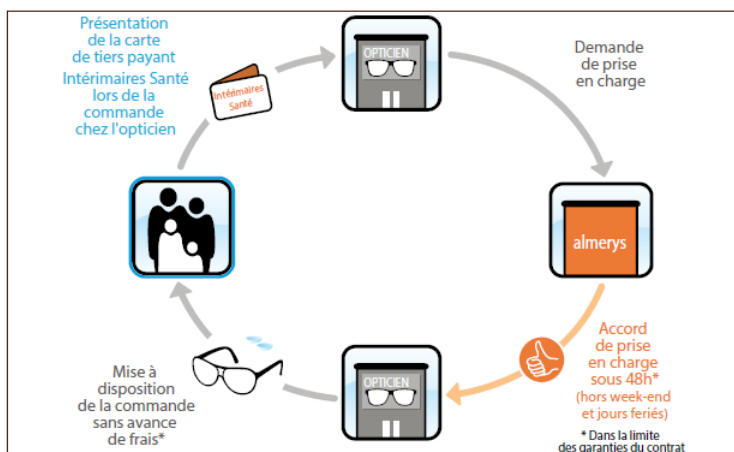 Présentation
de la carte
de tiers payant
Intérimaires Santé
lors de la
commande
chez l'opticien
Intérimaires
Santé
OPTICIEN
Demande
de prise
en charge
almerys
Accord
de prise
en charge
sous 48h*
(hors week-end
et jours feriés)
* Dans la limite
des garanties du contrat
OPTICIEN
Mise à
disposition
de la commande
sans avance
de frais*